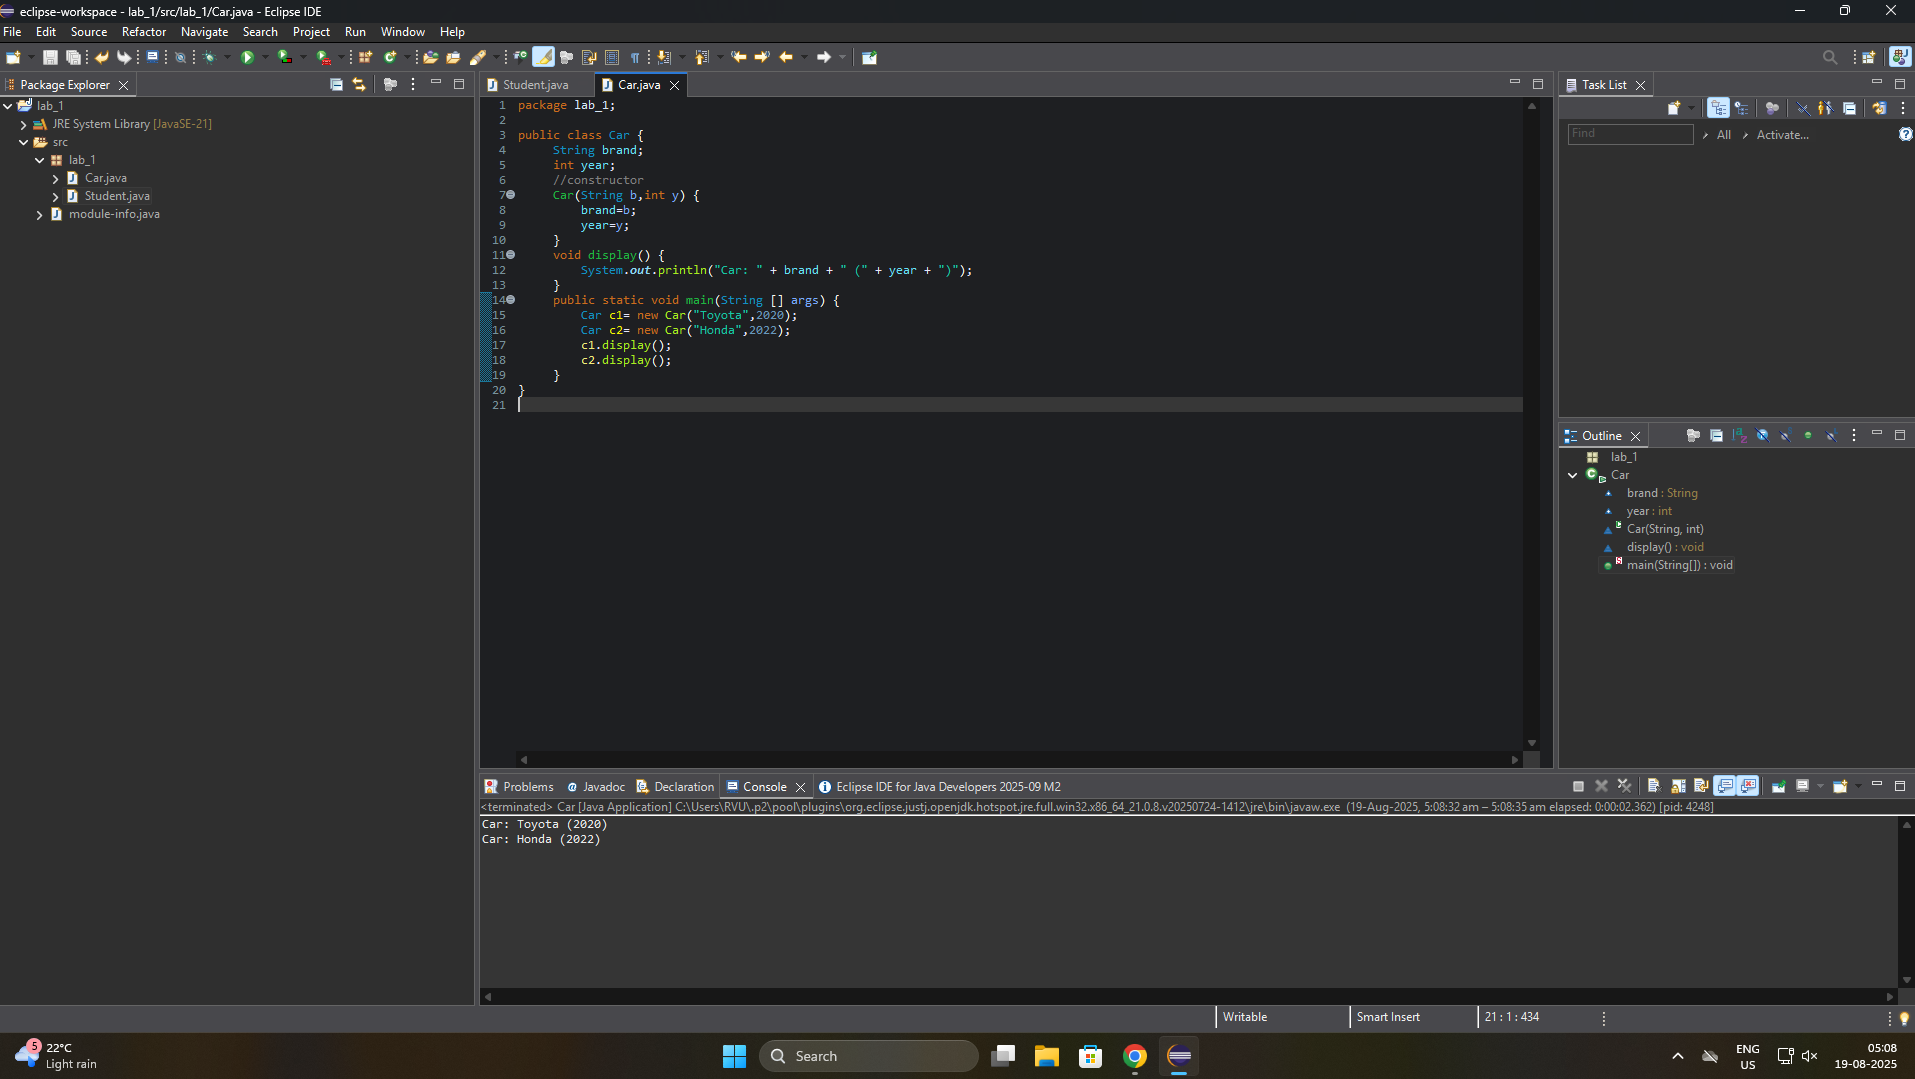 eclipse-workspace - lab_1/src/lab_1/Car.java - Eclipse IDE
File Edit Source Refactor Navigate Search Project Run Window Help
Package Explorer
lab_1
JRE System Library [JavaSE-21]
src
lab_1
Car.java
Student.java
module-info.java
Student.java
Car.java
1 package lab_1;
2
3 public class Car {
4     String brand;
5     int year;
6     //constructor
7     Car(String b,int y) {
8         brand=b;
9         year=y;
10     }
11     void display() {
12         System.out.println("Car: " + brand + " (" + year + ")");
13     }
14     public static void main(String [] args) {
15         Car c1= new Car("Toyota",2020);
16         Car c2= new Car("Honda",2022);
17         c1.display();
18         c2.display();
19     }
20 }
21
Task List
Find
All
Activate...
Outline
lab_1
Car
brand : String
year : int
Car(String, int)
display() : void
main(String[]) : void
Problems
@ Javadoc
Declaration
Console
Eclipse IDE for Java Developers 2025-09 M2
<terminated> Car [Java Application] C:\Users\RVU\.p2\pool\plugins\org.eclipse.justj.openjdk.hotspot.jre.full.win32.x86_64_21.0.8.v20250724-1412\jre\bin\javaw.exe (19-Aug-2025, 5:08:32 am – 5:08:35 am elapsed: 0:00:02.362) [pid: 4248]
Car: Toyota (2020)
Car: Honda (2022)
Writable
Smart Insert
21 : 1 : 434
5
22°C
Light rain
Search
ENG
US
05:08
19-08-2025